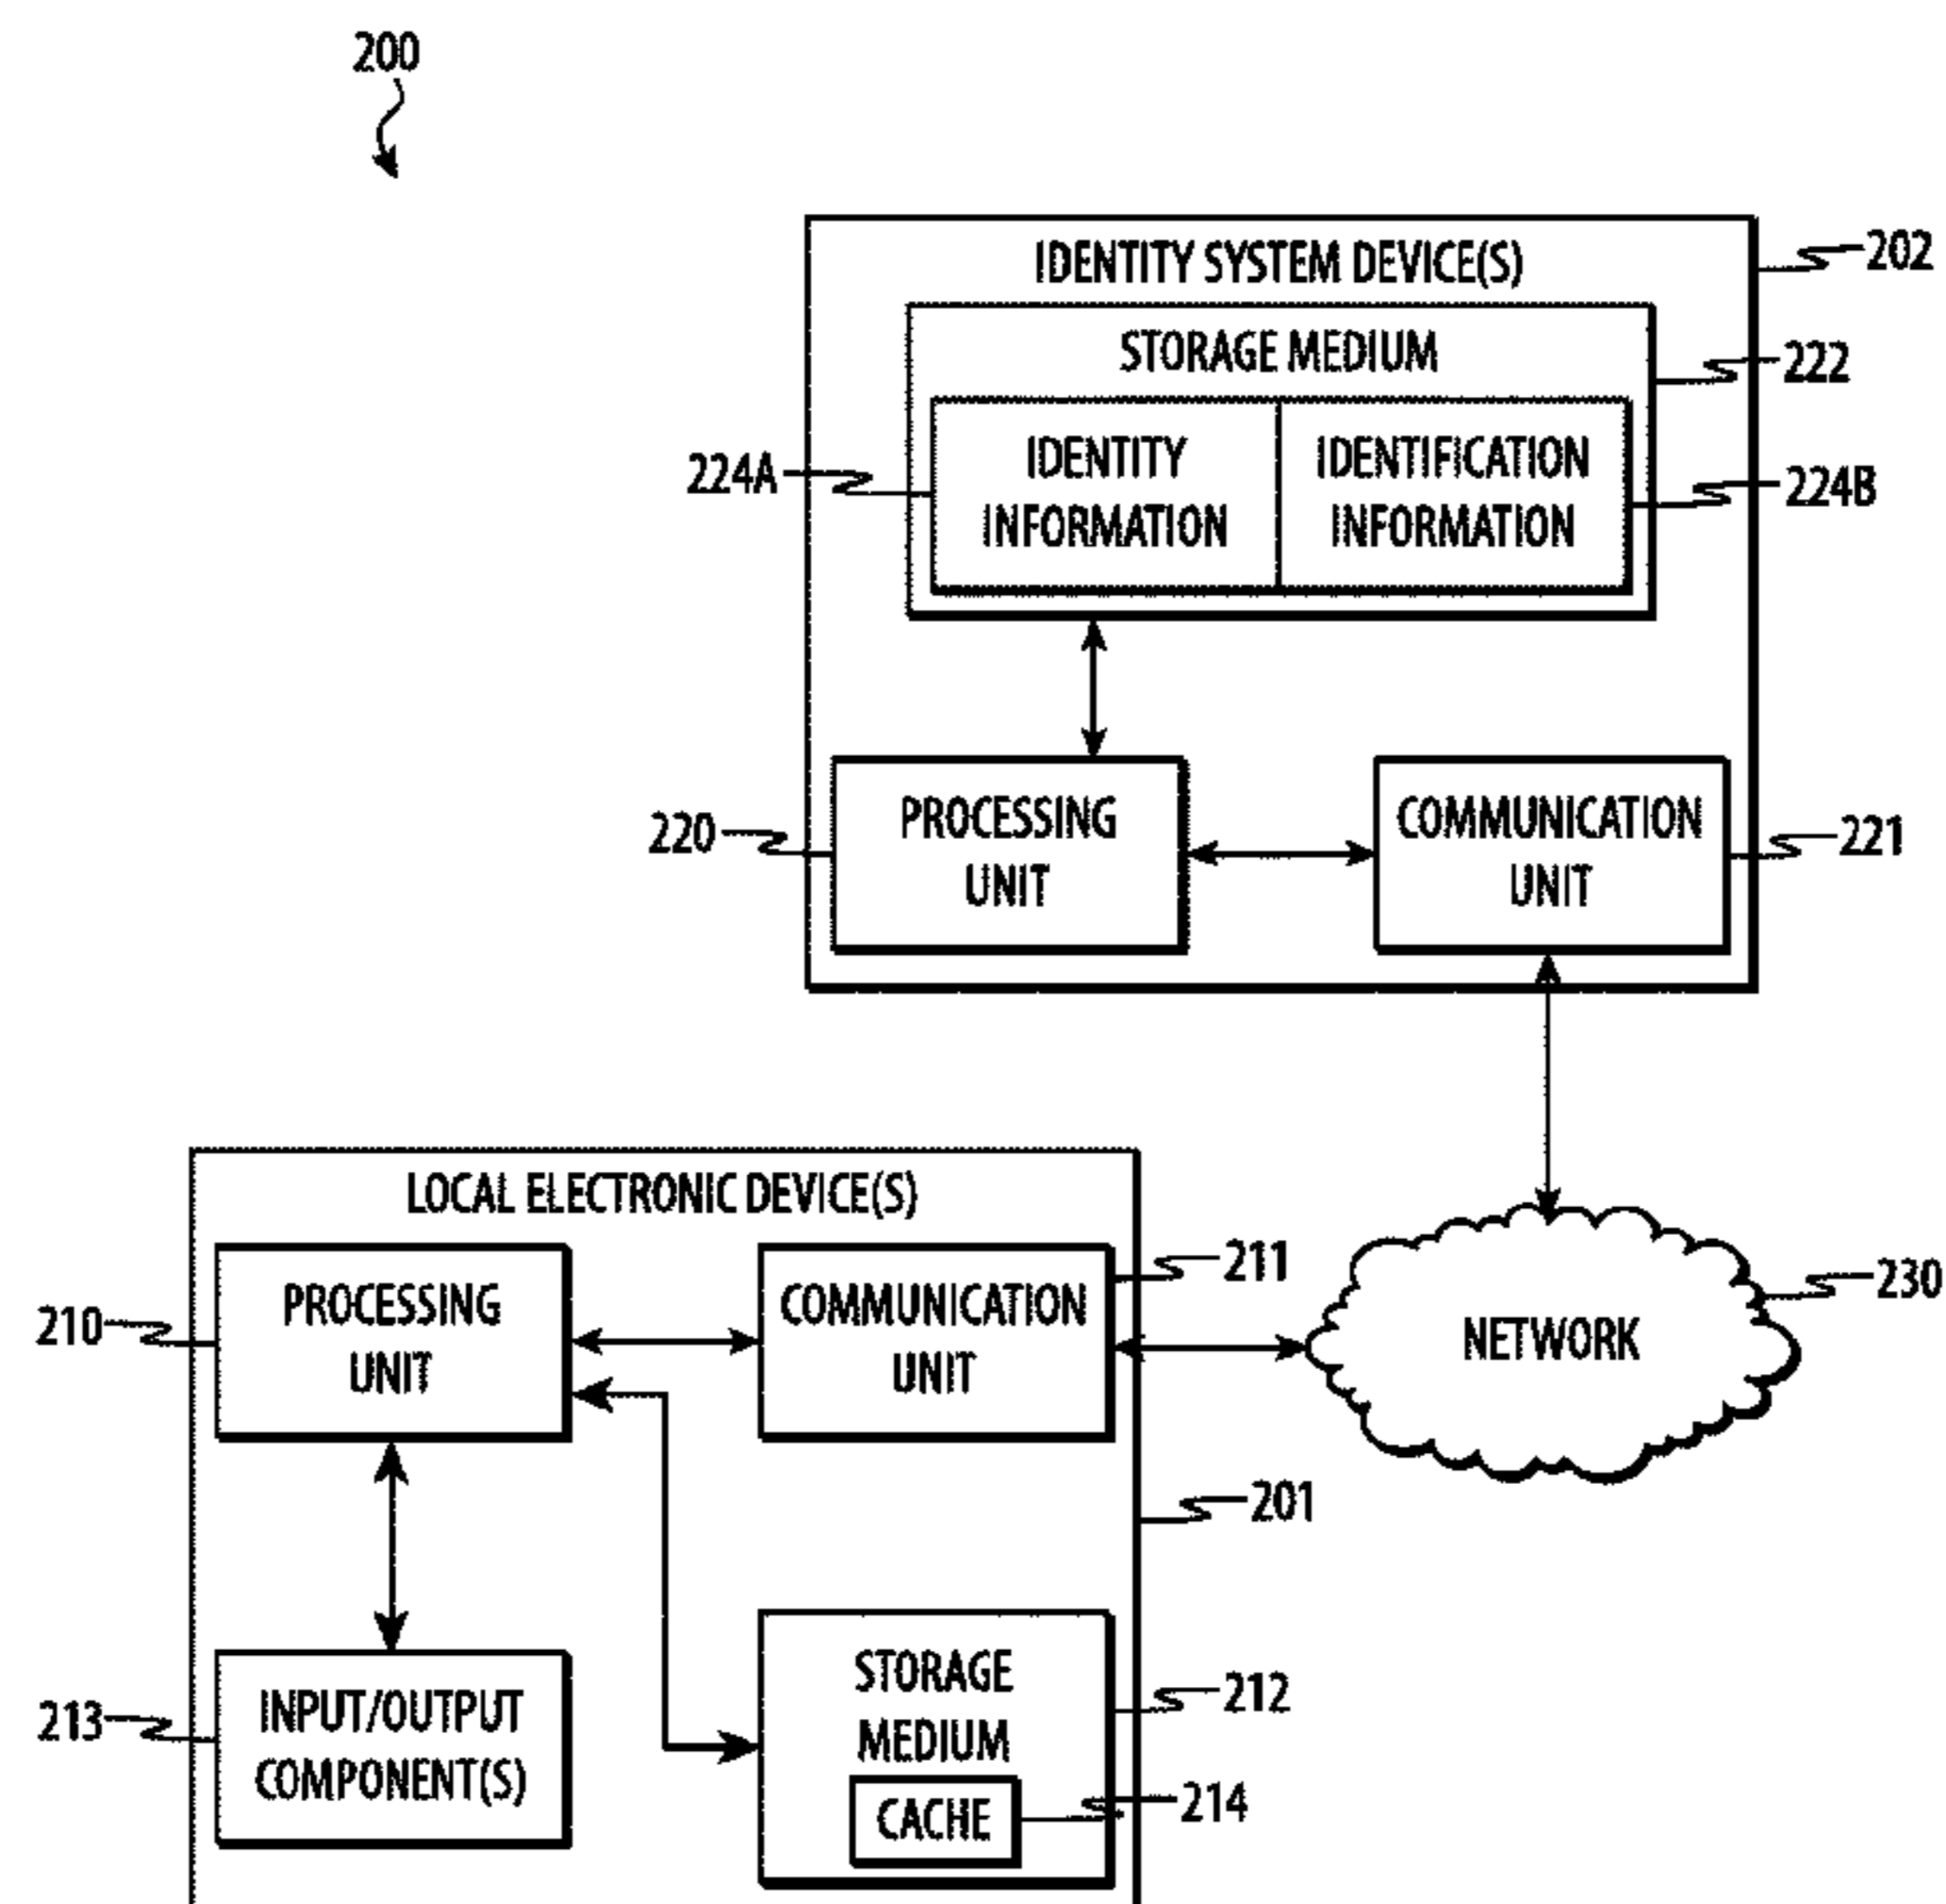 200
IDENTITY SYSTEM DEVICE(S)
202
STORAGE MEDIUM
222
224A
IDENTITY
INFORMATION
IDENTIFICATION
INFORMATION
224B
220
PROCESSING
UNIT
COMMUNICATION
UNIT
221
LOCAL ELECTRONIC DEVICE(S)
210
PROCESSING
UNIT
COMMUNICATION
UNIT
211
NETWORK
230
201
213
INPUT/OUTPUT
COMPONENT(S)
STORAGE
MEDIUM
212
CACHE
214